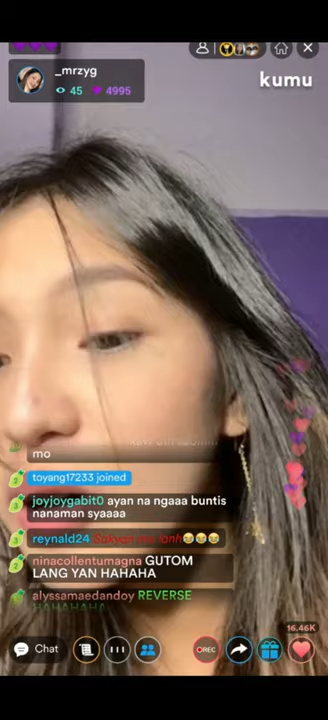 _mrzyg
45 4995
kumu
mo
toyang17233 joined
joyjoygabit0 ayan na ngaaa buntis
nanaman syaaaa
reynald24
ninacollentumagna GUTOM
LANG YAN HAHAHA
alyssamaedandoy REVERSE
HAHAHAHA
16.46K
Chat
REC